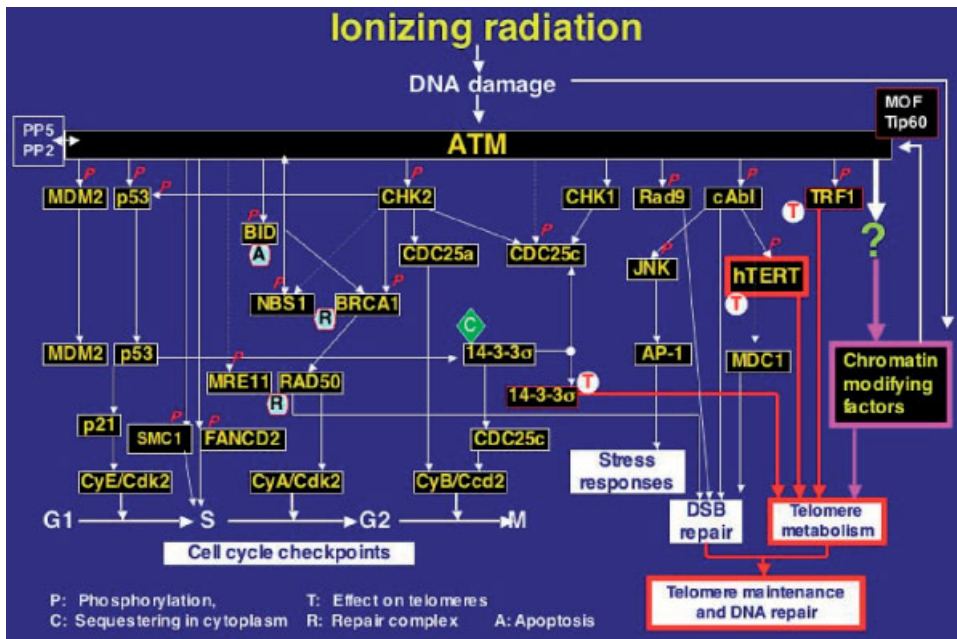 Ionizing radiation
DNA damage
MOF
Tip60
PP5
PP2
ATM
P P P P P P P
MDM2 p53 P CHK2 CHK1 Rad9 cAbl T TRF1
P
BID
A
P P
CDC25a CDC25c
P
JNK
P
hTERT
?
P P
NBS1 R BRCA1
T
C
MDM2 p53 14-3-3σ AP-1 MDC1
Chromatin
modifying
factors
P P
MRE11 RAD50
R
T
14-3-3σ
p21 P P
SMC1 FANCD2 CDC25c
CyE/Cdk2 CyA/Cdk2 CyB/Ccd2
Stress
responses
G1 S G2 M
DSB
repair
Telomere
metabolism
Cell cycle checkpoints
Telomere maintenance
and DNA repair
P: Phosphorylation, T: Effect on telomeres
C: Sequestering in cytoplasm R: Repair complex A: Apoptosis